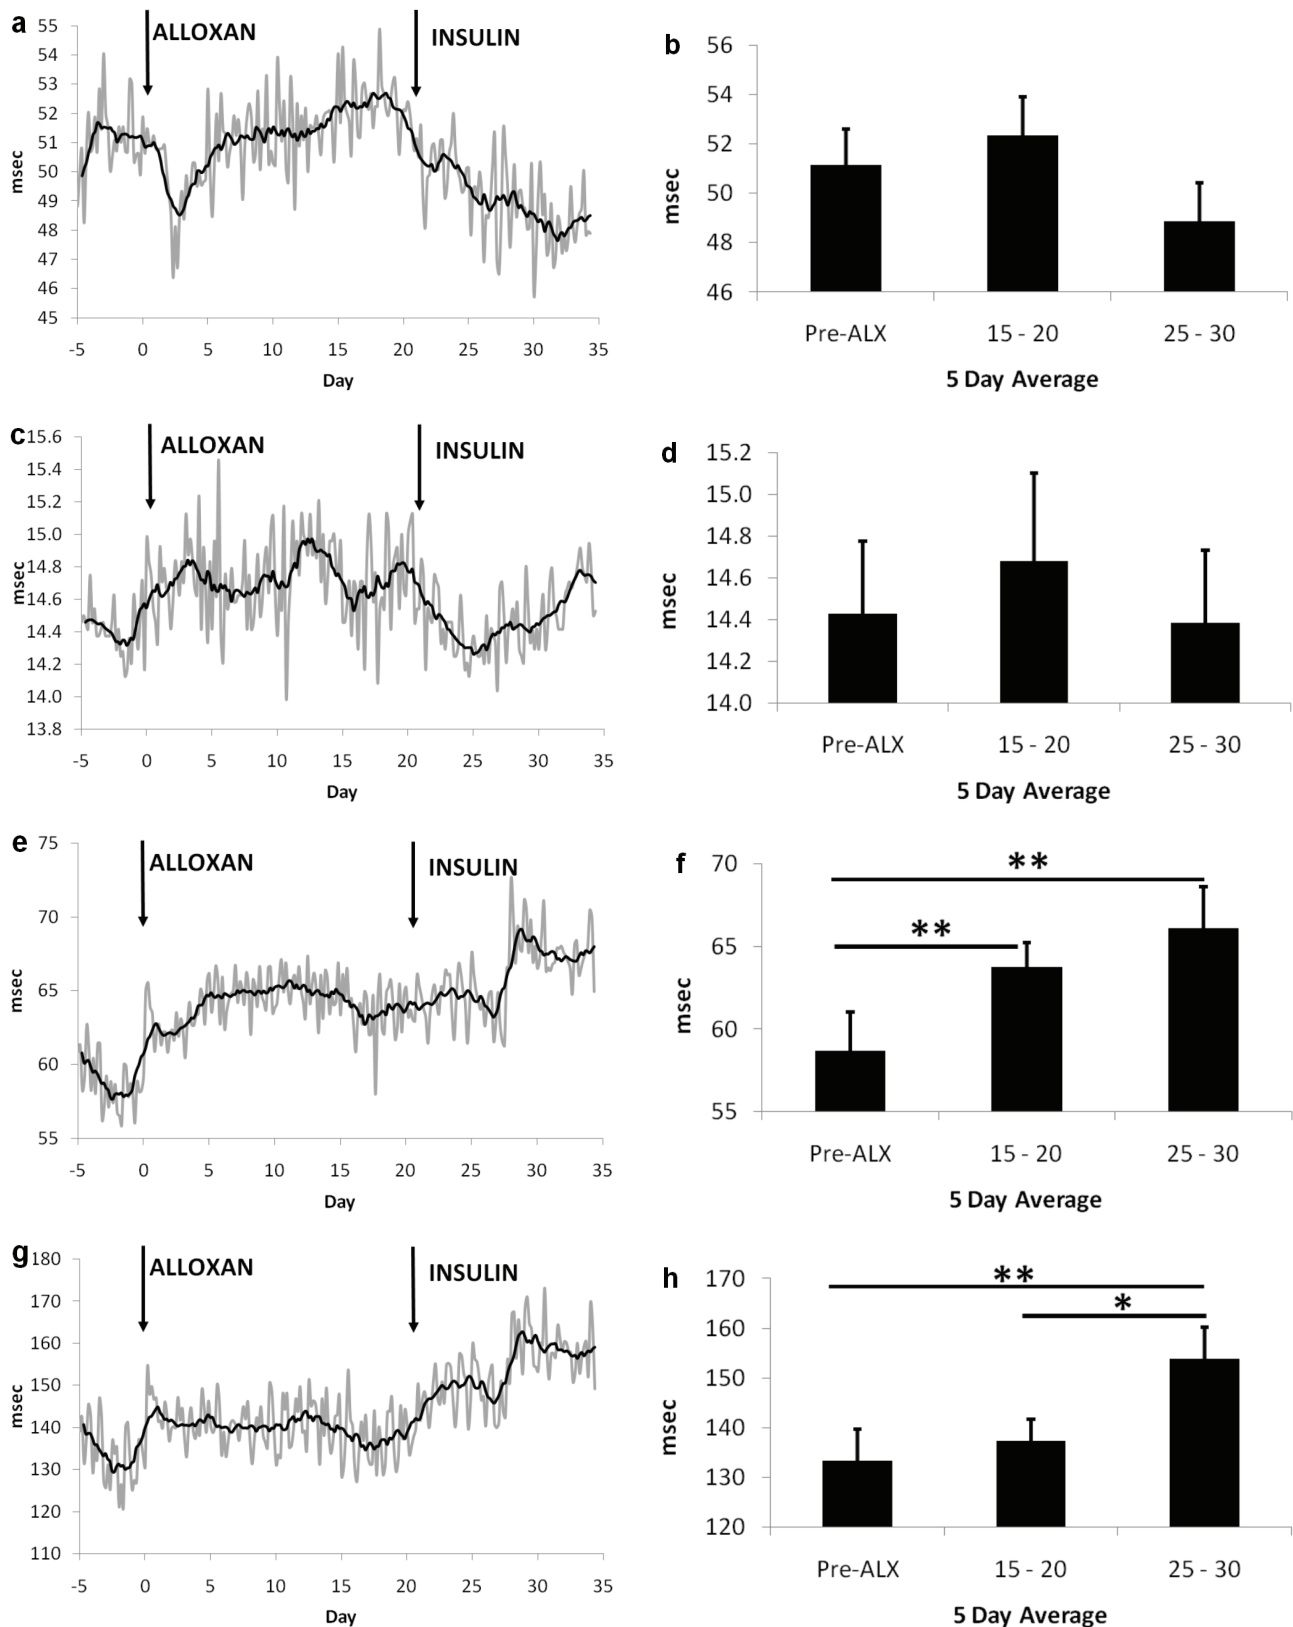 a
55
54
53
52
51
50
49
48
47
46
45
msec
ALLOXAN
INSULIN
-5 0 5 10 15 20 25 30 35
Day
b
56
54
52
50
48
46
msec
Pre-ALX 15 - 20 25 - 30
5 Day Average
c
15.6
15.4
15.2
15.0
14.8
14.6
14.4
14.2
14.0
13.8
msec
ALLOXAN
INSULIN
-5 0 5 10 15 20 25 30 35
Day
d
15.2
15.0
14.8
14.6
14.4
14.2
14.0
msec
Pre-ALX 15 - 20 25 - 30
5 Day Average
e
75
70
65
60
55
msec
ALLOXAN
INSULIN
-5 0 5 10 15 20 25 30 35
Day
f
70
65
60
55
msec
**
**
Pre-ALX 15 - 20 25 - 30
5 Day Average
g
180
170
160
150
140
130
120
110
msec
ALLOXAN
INSULIN
-5 0 5 10 15 20 25 30 35
Day
h
170
160
150
140
130
120
msec
**
*
Pre-ALX 15 - 20 25 - 30
5 Day Average